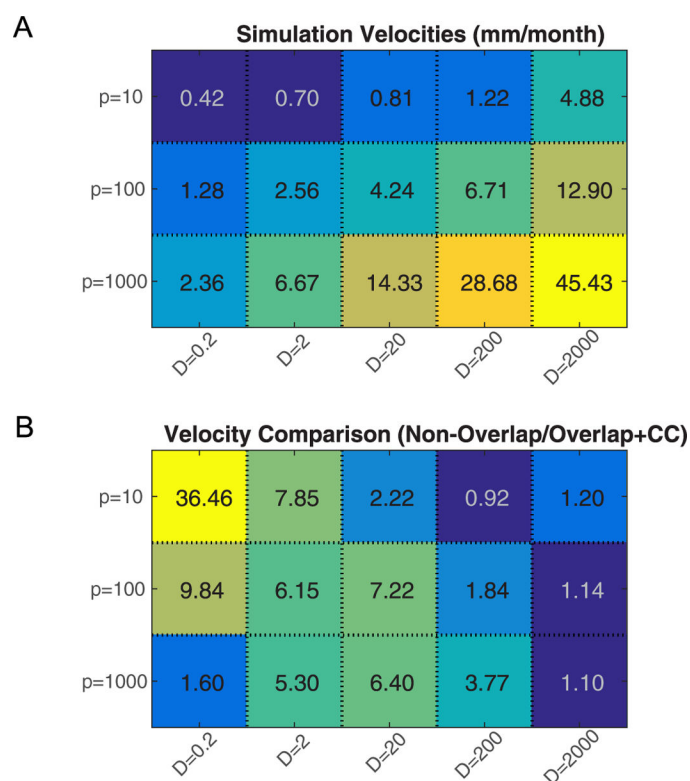 A
Simulation Velocities (mm/month)
p=10 0.42 0.70 0.81 1.22 4.88
p=100 1.28 2.56 4.24 6.71 12.90
p=1000 2.36 6.67 14.33 28.68 45.43
D=0.2 D=2 D=20 D=200 D=2000
B
Velocity Comparison (Non-Overlap/Overlap+CC)
p=10 36.46 7.85 2.22 0.92 1.20
p=100 9.84 6.15 7.22 1.84 1.14
p=1000 1.60 5.30 6.40 3.77 1.10
D=0.2 D=2 D=20 D=200 D=2000